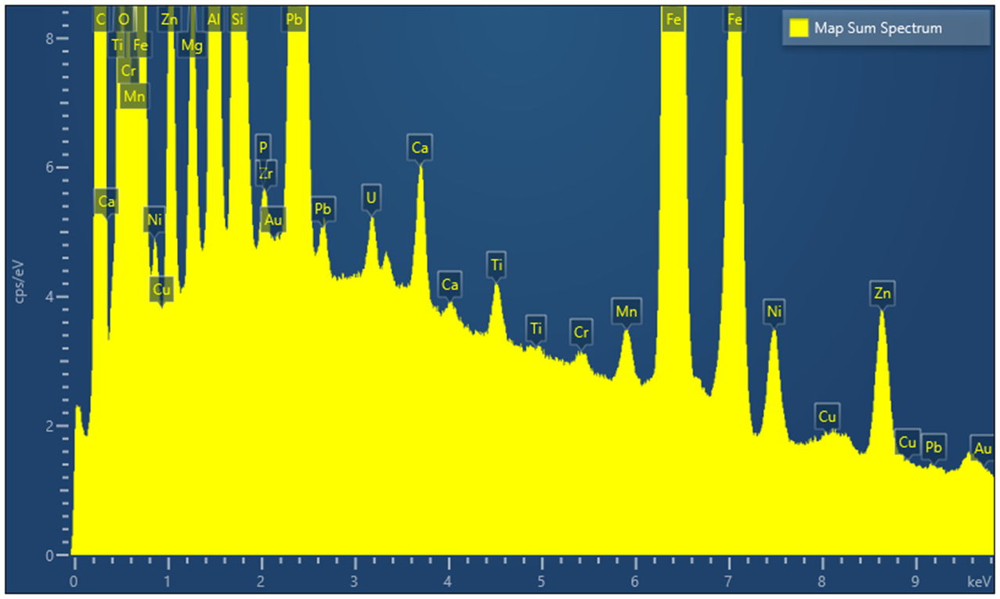 C O Zn Al Si Pb Fe Fe
Map Sum Spectrum
8
Ti Fe Mg
Cr
Mn
P
Ca
6
Zr
Ca
U
Pb
Ni Au
Ti
Ca
Cu
4
Zn
Mn
Ni
Ti Cr
cps/eV
2
Cu
Cu Pb Au
0
0 1 2 3 4 5 6 7 8 9 keV